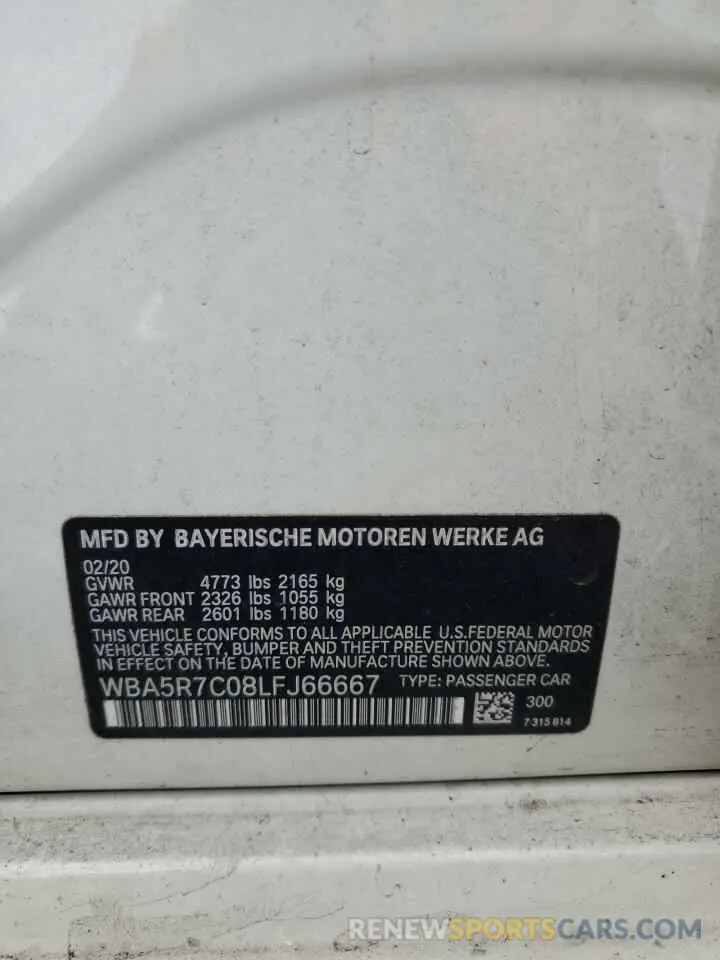 MFD BY BAYERISCHE MOTOREN WERKE AG
02/20
GVWR 4773 lbs 2165 kg
GAWR FRONT 2326 lbs 1055 kg
GAWR REAR 2601 lbs 1180 kg
THIS VEHICLE CONFORMS TO ALL APPLICABLE U.S.FEDERAL MOTOR
VEHICLE SAFETY, BUMPER AND THEFT PREVENTION STANDARDS
IN EFFECT ON THE DATE OF MANUFACTURE SHOWN ABOVE.
WBA5R7C08LFJ66667 TYPE: PASSENGER CAR
300
7 315 814
RENEWSPORTSCARS.COM